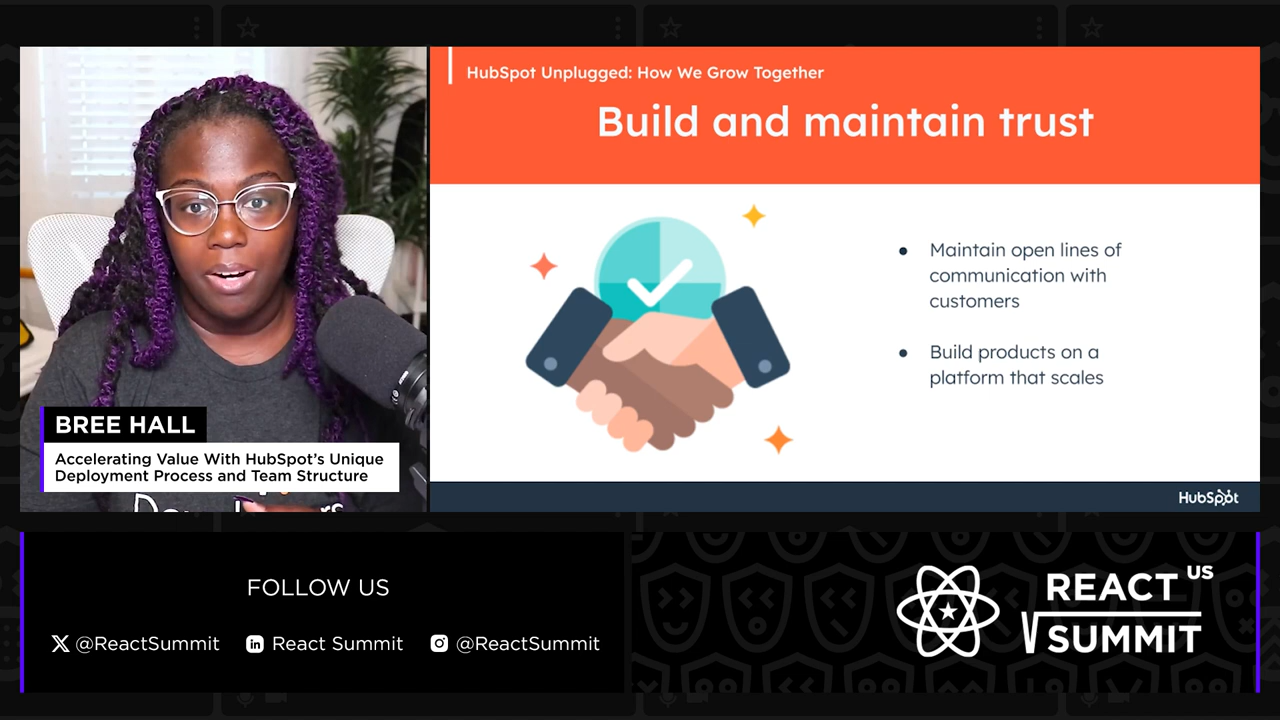 HubSpot Unplugged: How We Grow Together
Build and maintain trust
● Maintain open lines of
communication with
customers
● Build products on a
platform that scales
HubSpot
BREE HALL
Accelerating Value With HubSpot's Unique
Deployment Process and Team Structure
FOLLOW US
@ReactSummit
React Summit
@ReactSummit
REACT US
SUMMIT